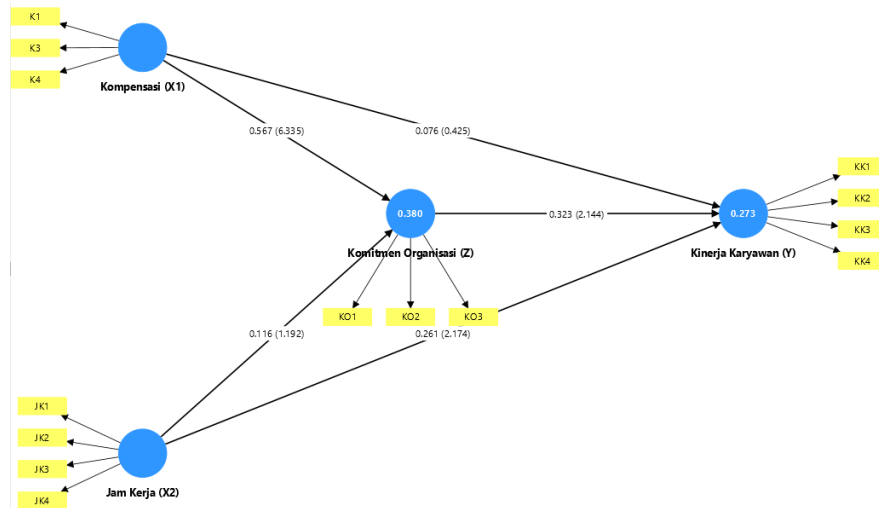 K1
K3
K4
Kompensasi (X1)
0.567 (6.335)
0.076 (0.425)
KK1
KK2
KK3
KK4
0.380
0.323 (2.144)
0.273
Komitmen Organisasi (Z)
Kinerja Karyawan (Y)
KO1
KO2
KO3
0.116 (1.192)
0.261 (2.174)
JK1
JK2
JK3
JK4
Jam Kerja (X2)